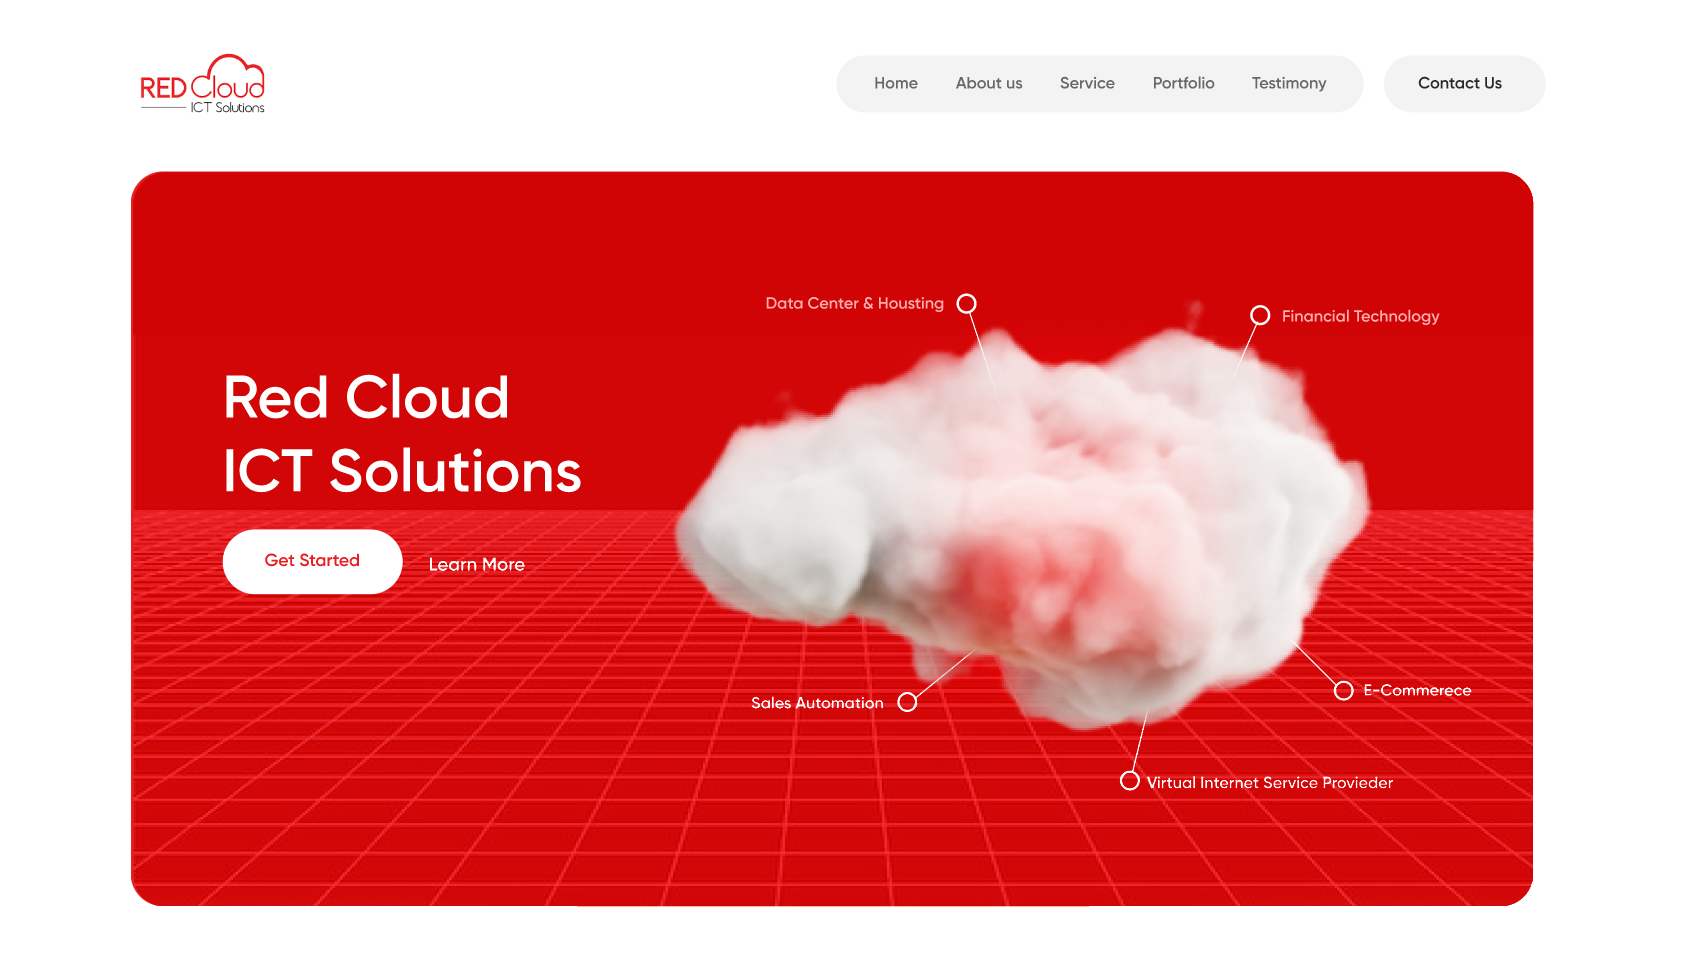 RED Cloud
ICT Solutions
Home About us Service Portfolio Testimony Contact Us
Data Center & Housting
Financial Technology
Red Cloud
ICT Solutions
Get Started Learn More
Sales Automation
E-Commerece
Virtual Internet Service Provieder